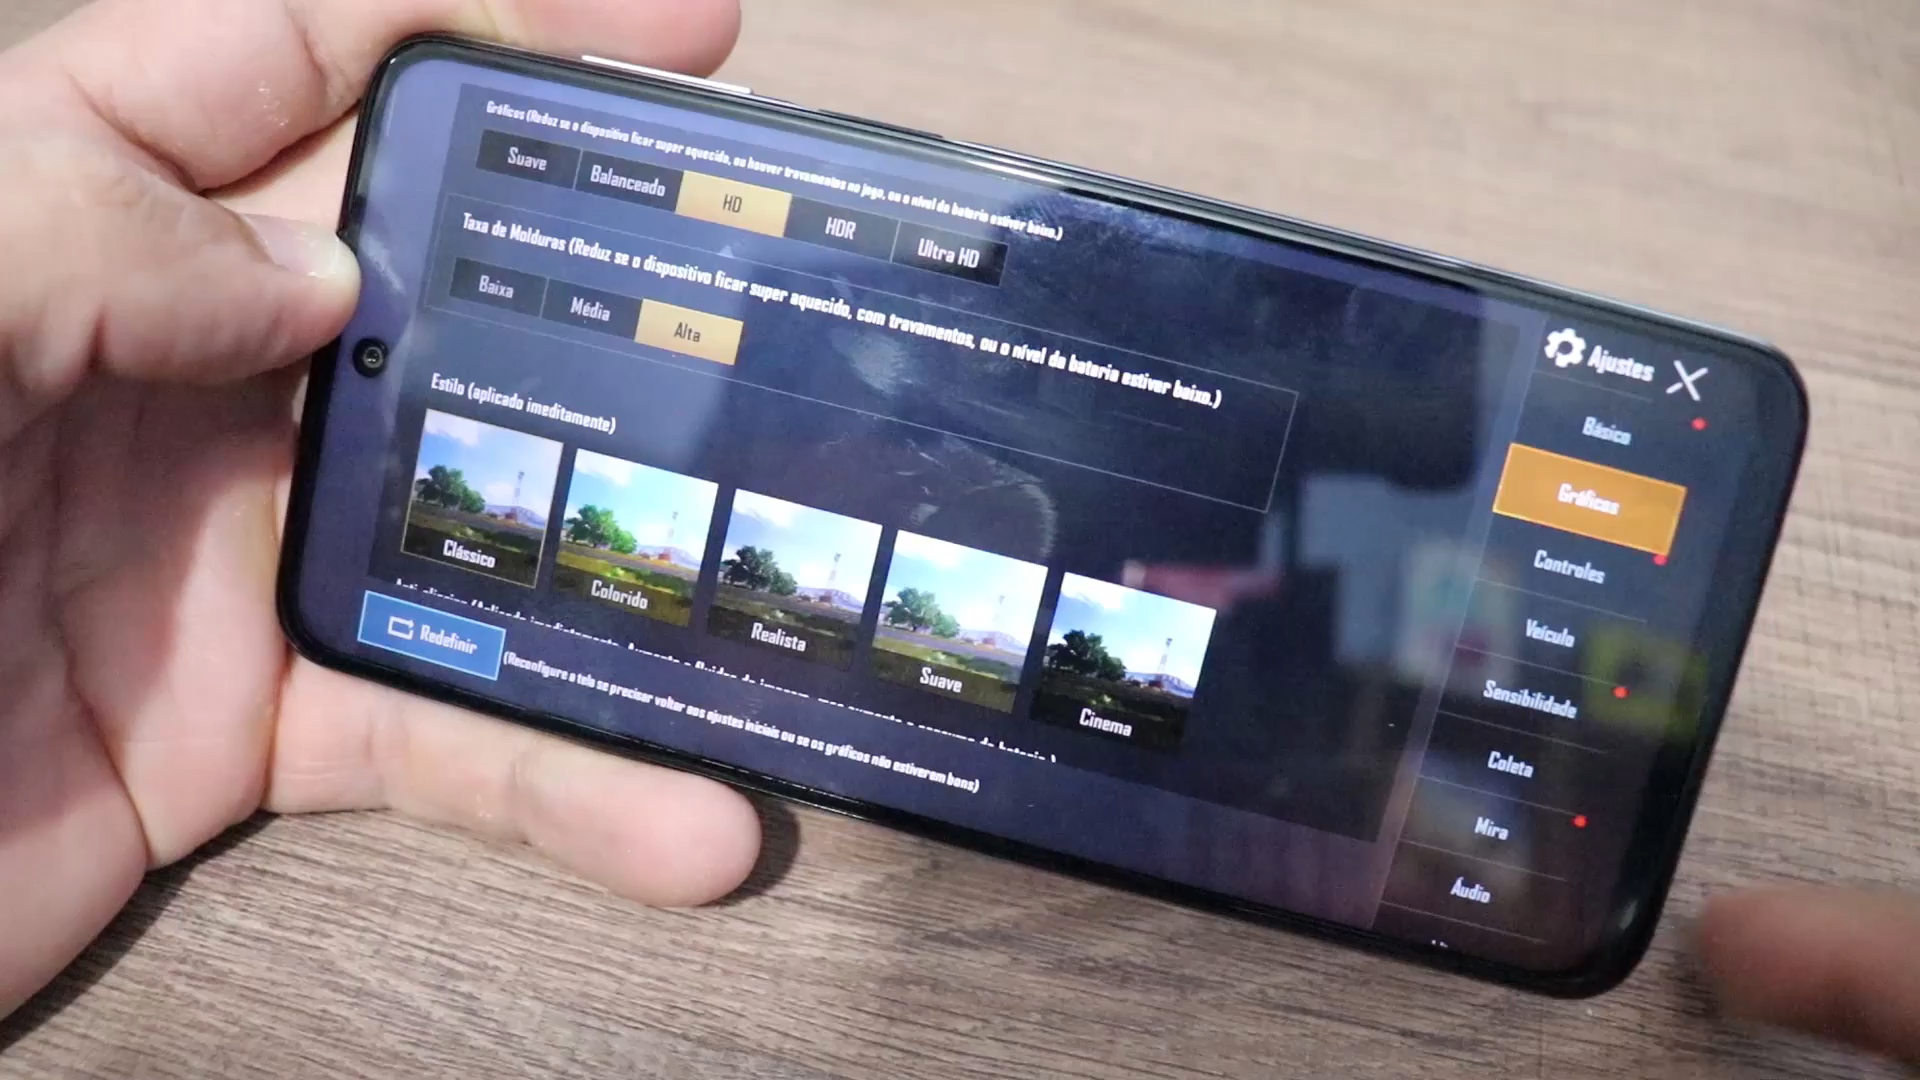 Gráficos (Reduz se o dispositivo ficar super aquecido, ou houver travamentos no jogo, ou o nível da bateria estiver baixo.)
Suave
Balanceado
HD
HDR
Ultra HD
Taxa de Molduras (Reduz se o dispositivo ficar super aquecido, com travamentos, ou o nível da bateria estiver baixo.)
Baixa
Média
Alta
Estilo (aplicado imeditamente)
Clássico
Colorido
Realista
Suave
Cinema
Redefinir
(Reconfigure a tela se precisar voltar aos ajustes iniciais ou se os gráficos não estiverem bons)
Ajustes
Básico
Gráficos
Controles
Veículo
Sensibilidade
Coleta
Mira
Áudio